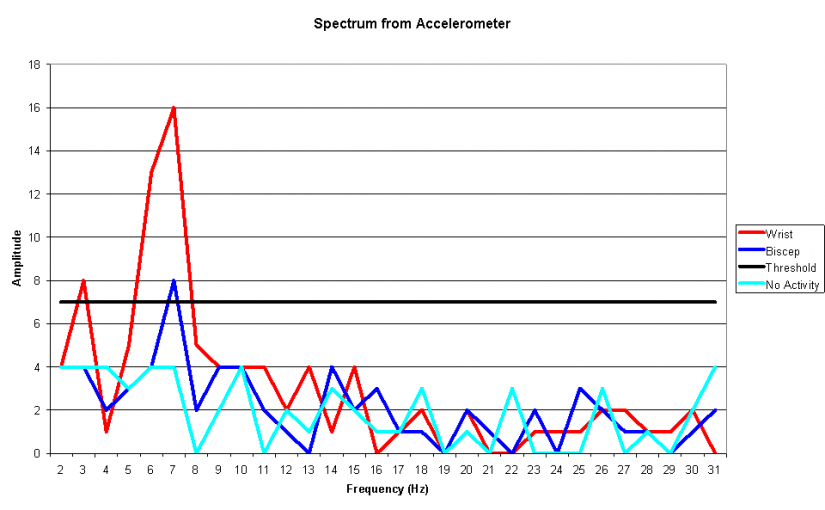 Spectrum from Accelerometer
18
16
14
12
10
8
6
4
2
0
Amplitude
2 3 4 5 6 7 8 9 10 11 12 13 14 15 16 17 18 19 20 21 22 23 24 25 26 27 28 29 30 31
Frequency (Hz)
Wrist
Biscep
Threshold
No Activity